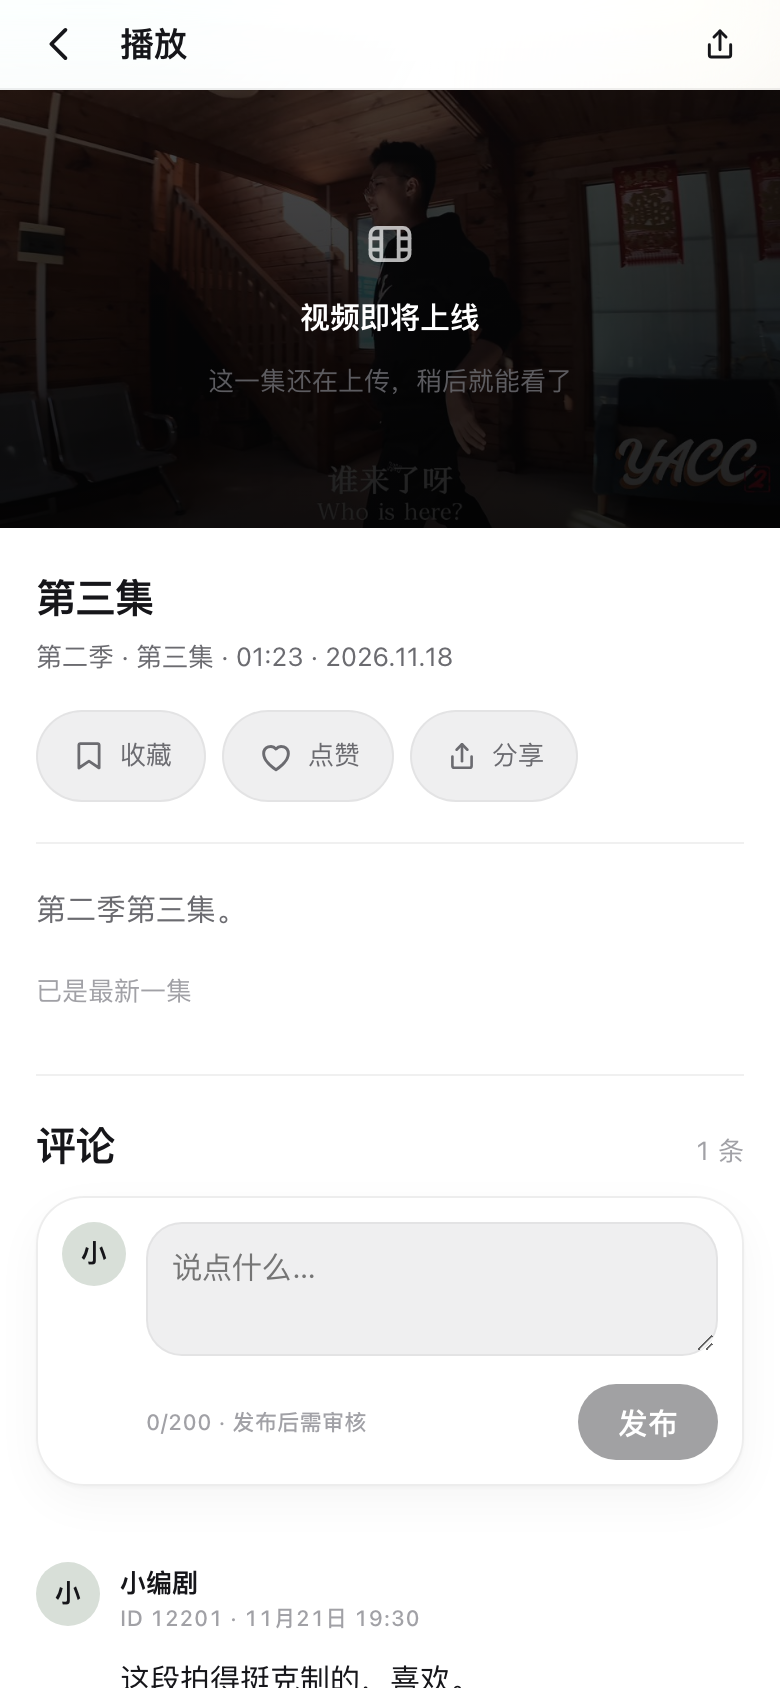 播放
视频即将上线
这一集还在上传，稍后就能看了
谁来了呀
Who is here?
YACC
2
第三集
第二季 · 第三集 · 01:23 · 2026.11.18
收藏
点赞
分享
第二季第三集。
已是最新一集
评论
1 条
小
说点什么...
0/200 · 发布后需审核
发布
小
小编剧
ID 12201 · 11月21日 19:30
这段拍得挺克制的，喜欢。